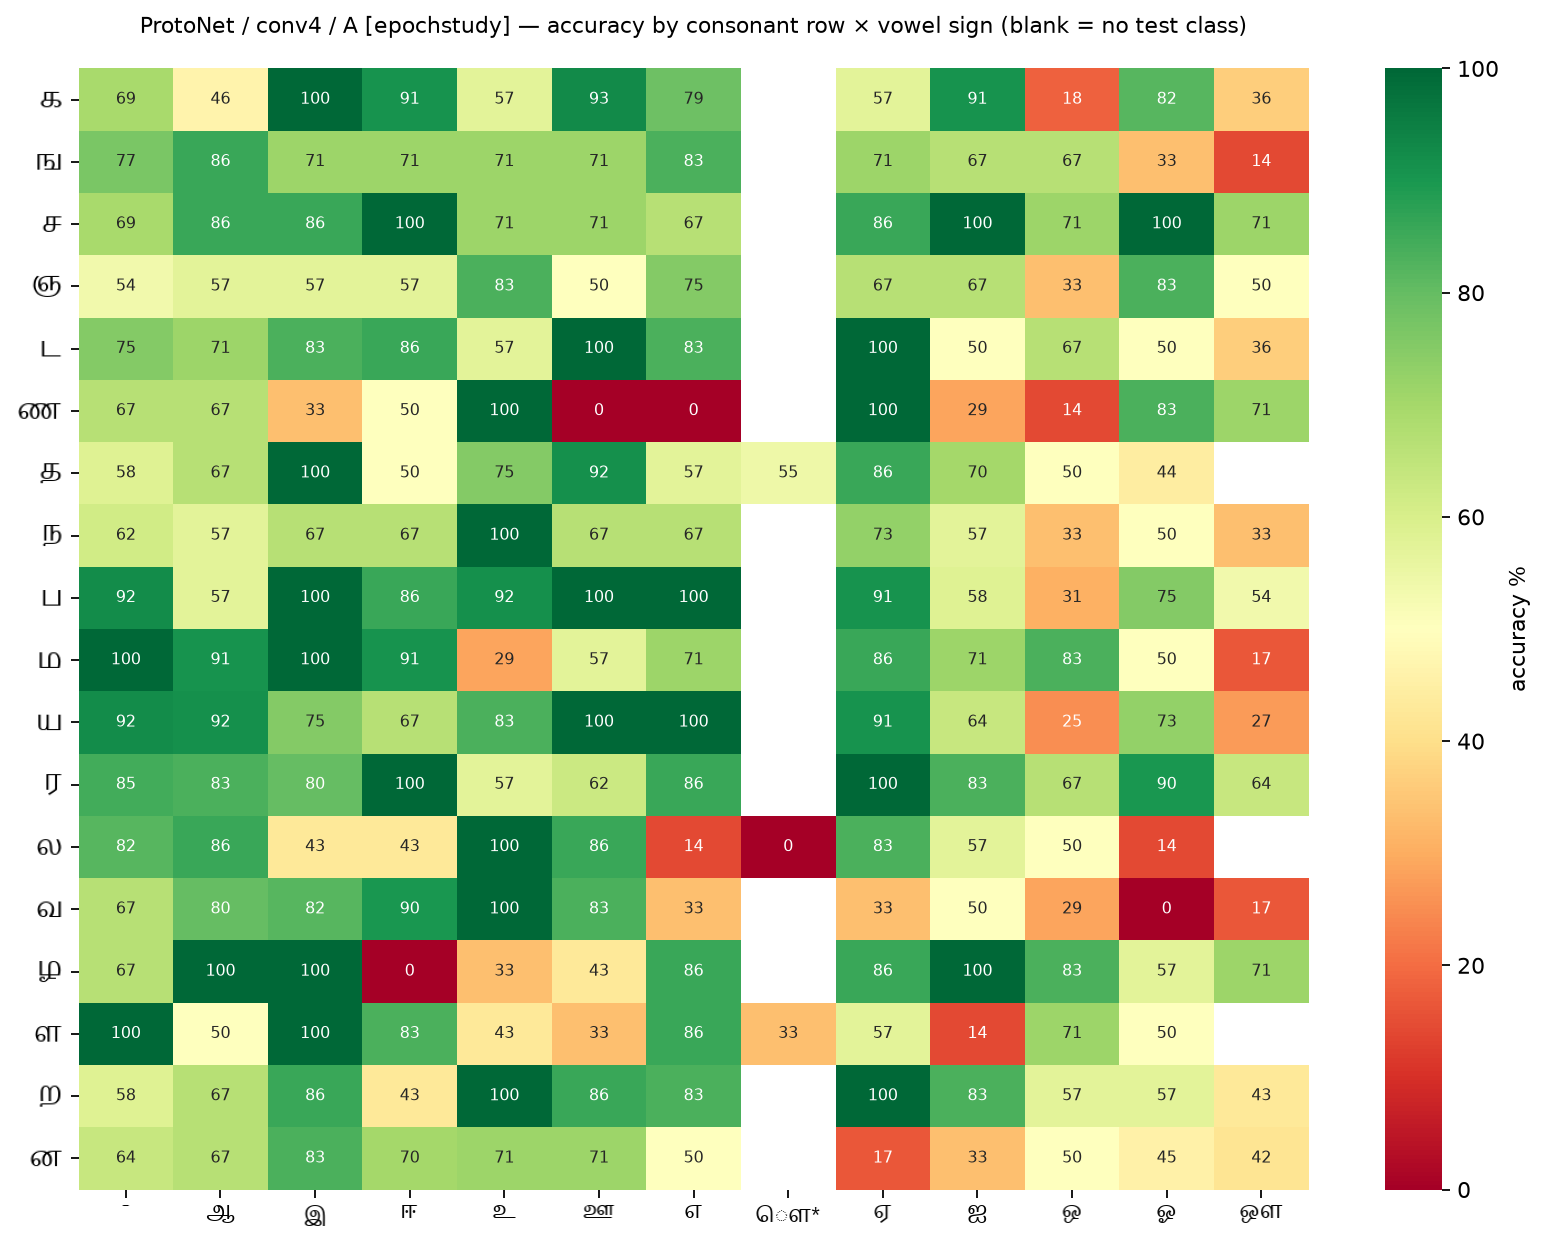 ProtoNet / conv4 / A [epochstudy] — accuracy by consonant row × vowel sign (blank = no test class)
க 69 46 100 91 57 93 79 57 91 18 82 36
ங 77 86 71 71 71 71 83 71 67 67 33 14
ச 69 86 86 100 71 71 67 86 100 71 100 71
ஞ 54 57 57 57 83 50 75 67 67 33 83 50
ட 75 71 83 86 57 100 83 100 50 67 50 36
ண 67 67 33 50 100 0 0 100 29 14 83 71
த 58 67 100 50 75 92 57 55 86 70 50 44
ந 62 57 67 67 100 67 67 73 57 33 50 33
ப 92 57 100 86 92 100 100 91 58 31 75 54
ம 100 91 100 91 29 57 71 86 71 83 50 17
ய 92 92 75 67 83 100 100 91 64 25 73 27
ர 85 83 80 100 57 62 86 100 83 67 90 64
ல 82 86 43 43 100 86 14 0 83 57 50 14
வ 67 80 82 90 100 83 33 33 50 29 0 17
ழ 67 100 100 0 33 43 86 86 100 83 57 71
ள 100 50 100 83 43 33 86 33 57 14 71 50
ற 58 67 86 43 100 86 83 100 83 57 57 43
ன 64 67 83 70 71 71 50 17 33 50 45 42
- ஆ இ ஈ உ ஊ எ ௌ* ஏ ஐ ஒ ஓ ஔ
100
80
60
40
20
0
accuracy %